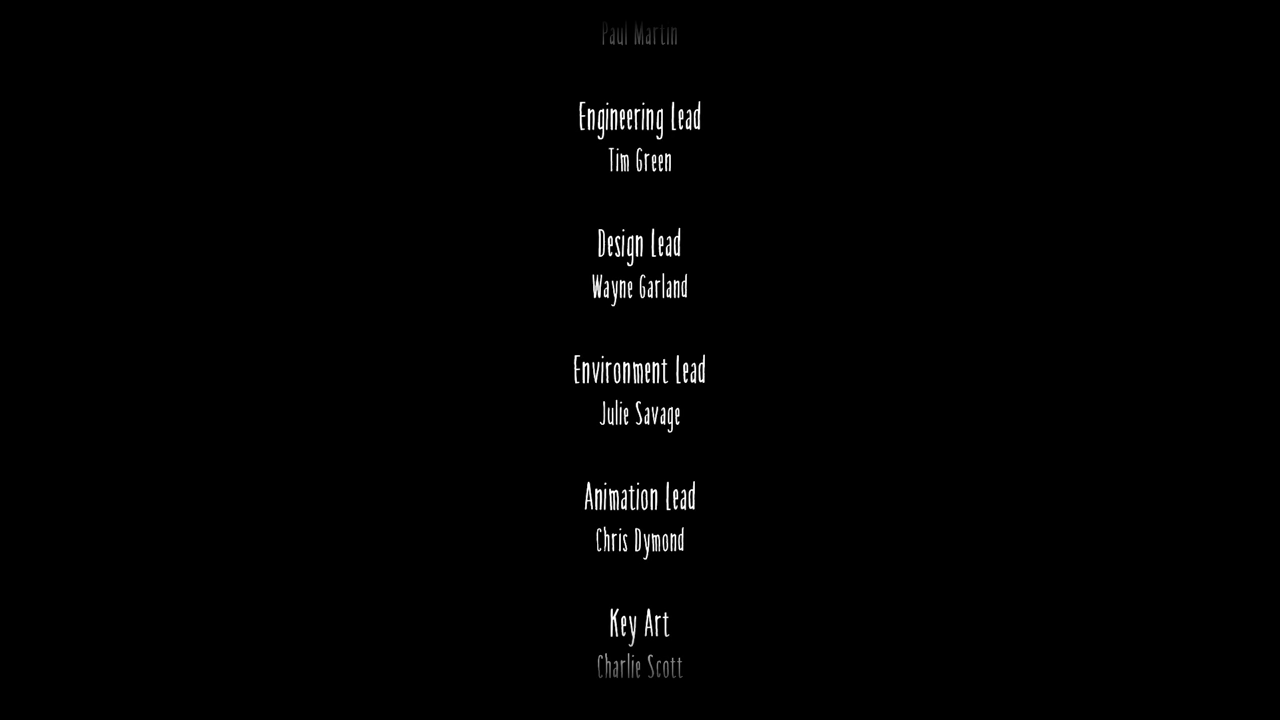 Paul Martin
Engineering Lead
Tim Green
Design Lead
Wayne Garland
Environment Lead
Julie Savage
Animation Lead
Chris Dymond
Key Art
Charlie Scott